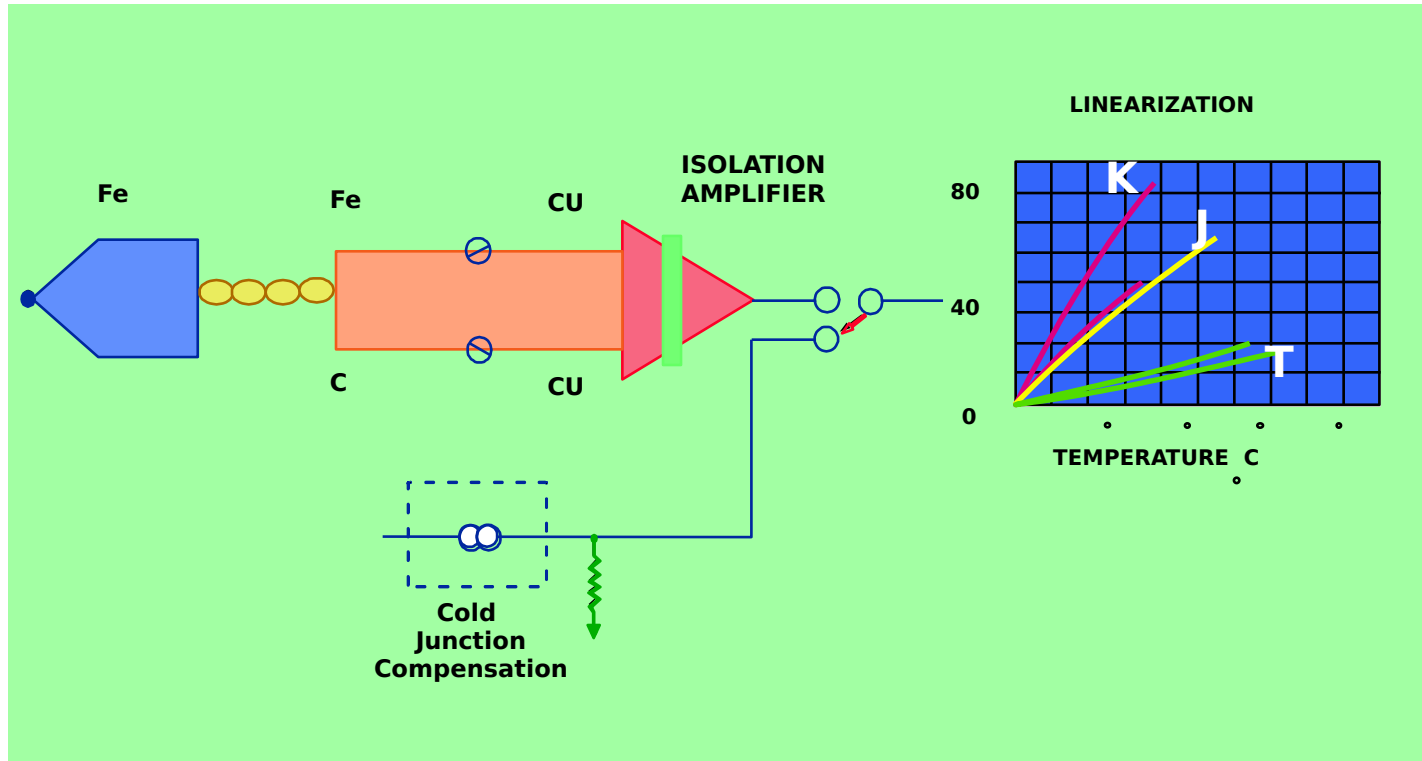 LINEARIZATION
ISOLATION
AMPLIFIER
Fe
Fe
CU
K
80
J
40
T
C
CU
0
TEMPERATURE C
Cold
Junction
Compensation